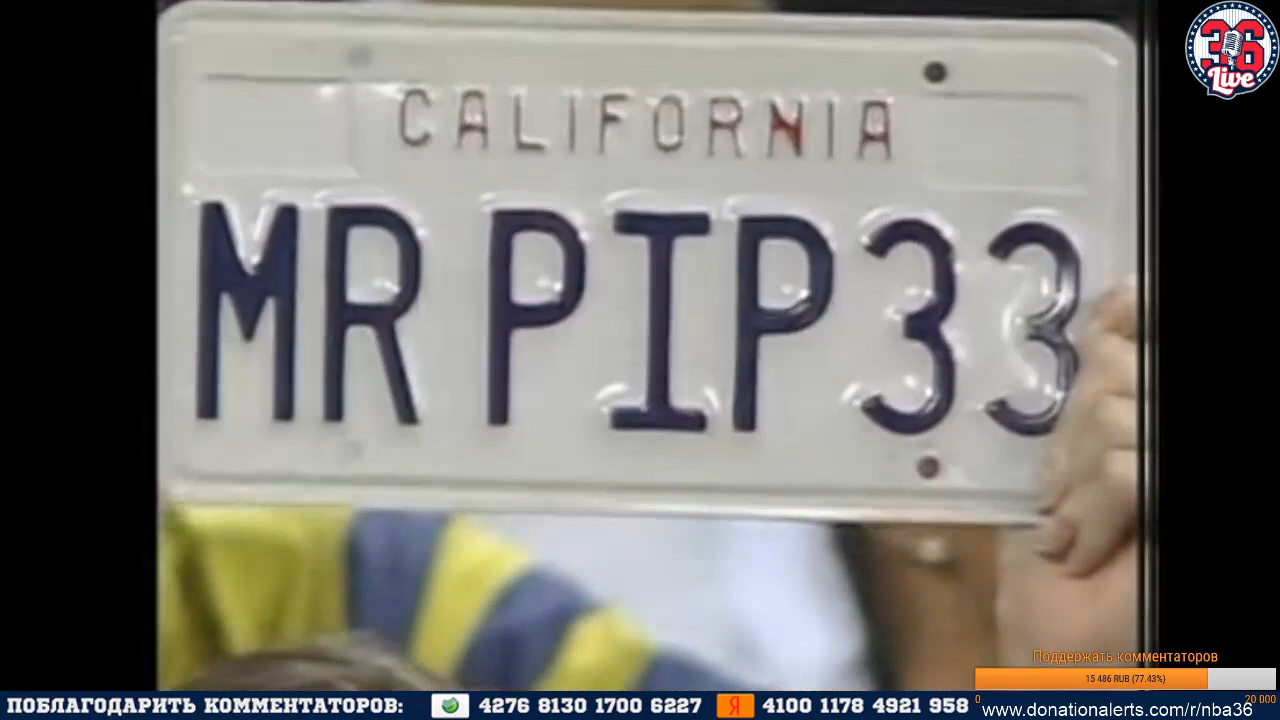 36
Live
CALIFORNIA
MR PIP33
Поддержать комментаторов
15 486 RUB (77.43%)
0 20 000
ПОБЛАГОДАРИТЬ КОММЕНТАТОРОВ: 4276 8130 1700 6227 Я 4100 1178 4921 958
www.donationalerts.com/r/nba36